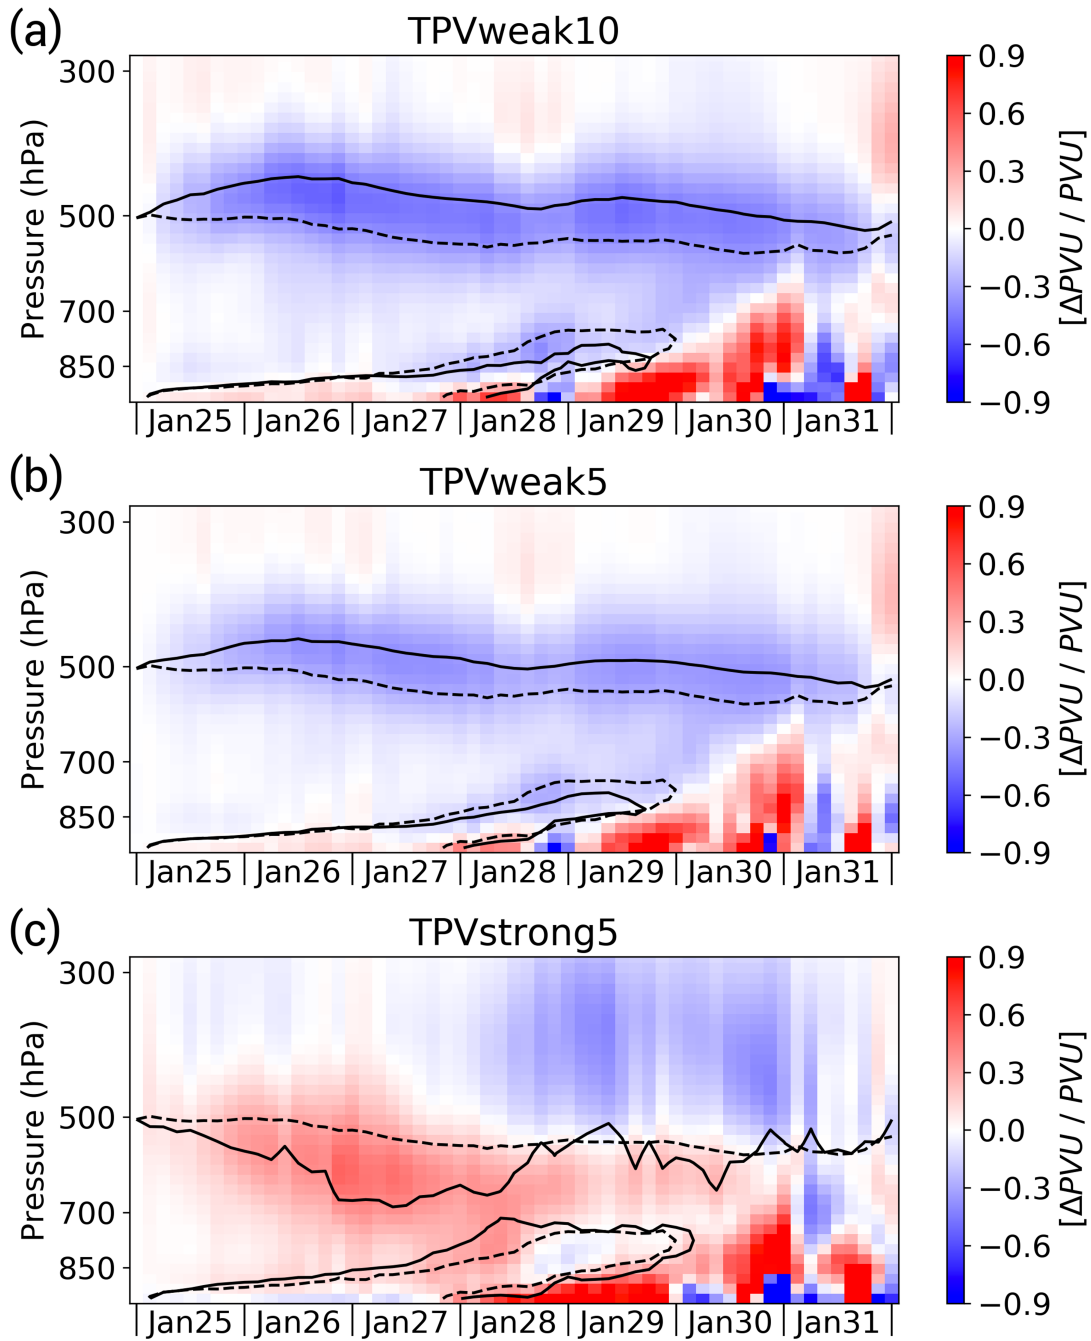 (a)
TPVweak10
300
500
700
850
Pressure (hPa)
Jan25 Jan26 Jan27 Jan28 Jan29 Jan30 Jan31
0.9
0.6
0.3
0.0
−0.3
−0.6
−0.9
[ΔPVU / PVU]
(b)
TPVweak5
300
500
700
850
Pressure (hPa)
Jan25 Jan26 Jan27 Jan28 Jan29 Jan30 Jan31
0.9
0.6
0.3
0.0
−0.3
−0.6
−0.9
[ΔPVU / PVU]
(c)
TPVstrong5
300
500
700
850
Pressure (hPa)
Jan25 Jan26 Jan27 Jan28 Jan29 Jan30 Jan31
0.9
0.6
0.3
0.0
−0.3
−0.6
−0.9
[ΔPVU / PVU]